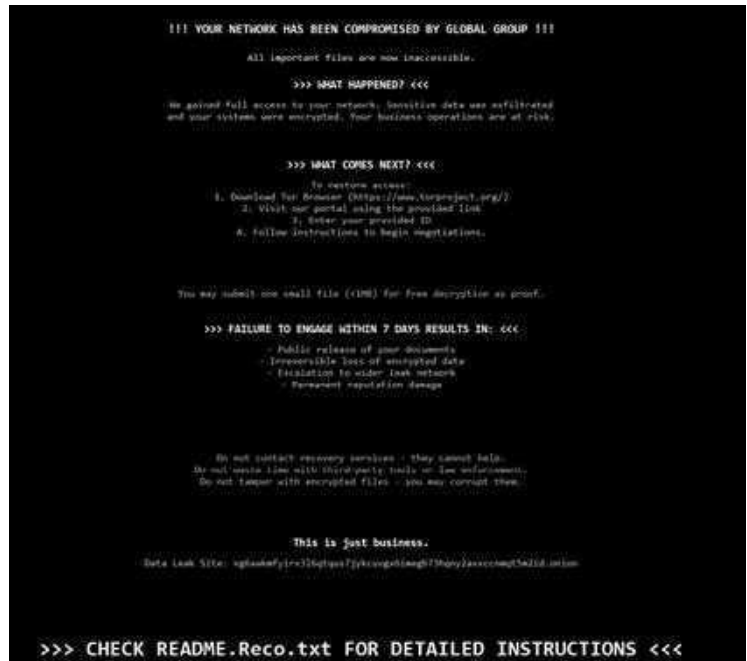 !!! YOUR NETWORK HAS BEEN COMPROMISED BY GLOBAL GROUP !!!
All important files are now inaccessible.
>>> WHAT HAPPENED? <<<
We gained full access to your network. Sensitive data was exfiltrated
and your systems were encrypted. Your business operations are at risk.
>>> WHAT COMES NEXT? <<<
To restore access:
1. Download Tor Browser (https://www.torproject.org/)
2. Visit our portal using the provided link
3. Enter your provided ID
4. Follow instructions to begin negotiations.
You may submit one small file (<1MB) for free decryption as proof.
>>> FAILURE TO ENGAGE WITHIN 7 DAYS RESULTS IN: <<<
- Public release of your documents
- Irreversible loss of encrypted data
- Escalation to wider leak network
- Permanent reputation damage
Do not contact recovery services - they cannot help.
Do not waste time with third-party tools or law enforcement.
Do not tamper with encrypted files - you may corrupt them.
This is just business.
Data Leak Site:
>>> CHECK README.Reco.txt FOR DETAILED INSTRUCTIONS <<<